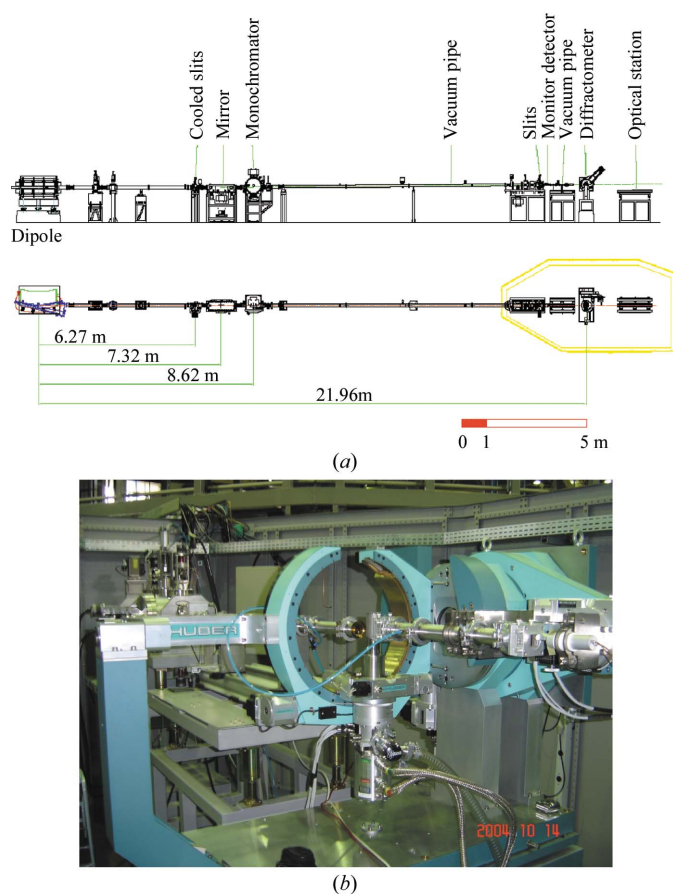 Cooled slits
Mirror
Monochromator
Vacuum pipe
Slits
Monitor detector
Vacuum pipe
Diffractometer
Optical station
Dipole
6.27 m
7.32 m
8.62 m
21.96m
0 1 5 m
(a)
HUBER
2004.10.14
(b)